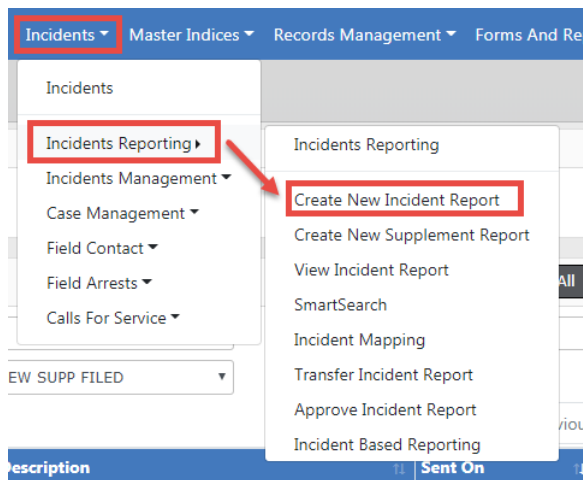 Incidents Master Indices Records Management Forms And Re
Incidents
Incidents Reporting
Incidents Management
Case Management
Field Contact
Field Arrests
Calls For Service
Incidents Reporting
Create New Incident Report
Create New Supplement Report
View Incident Report
SmartSearch
Incident Mapping
Transfer Incident Report
Approve Incident Report
Incident Based Reporting
All
EW SUPP FILED
viou
Description Sent On